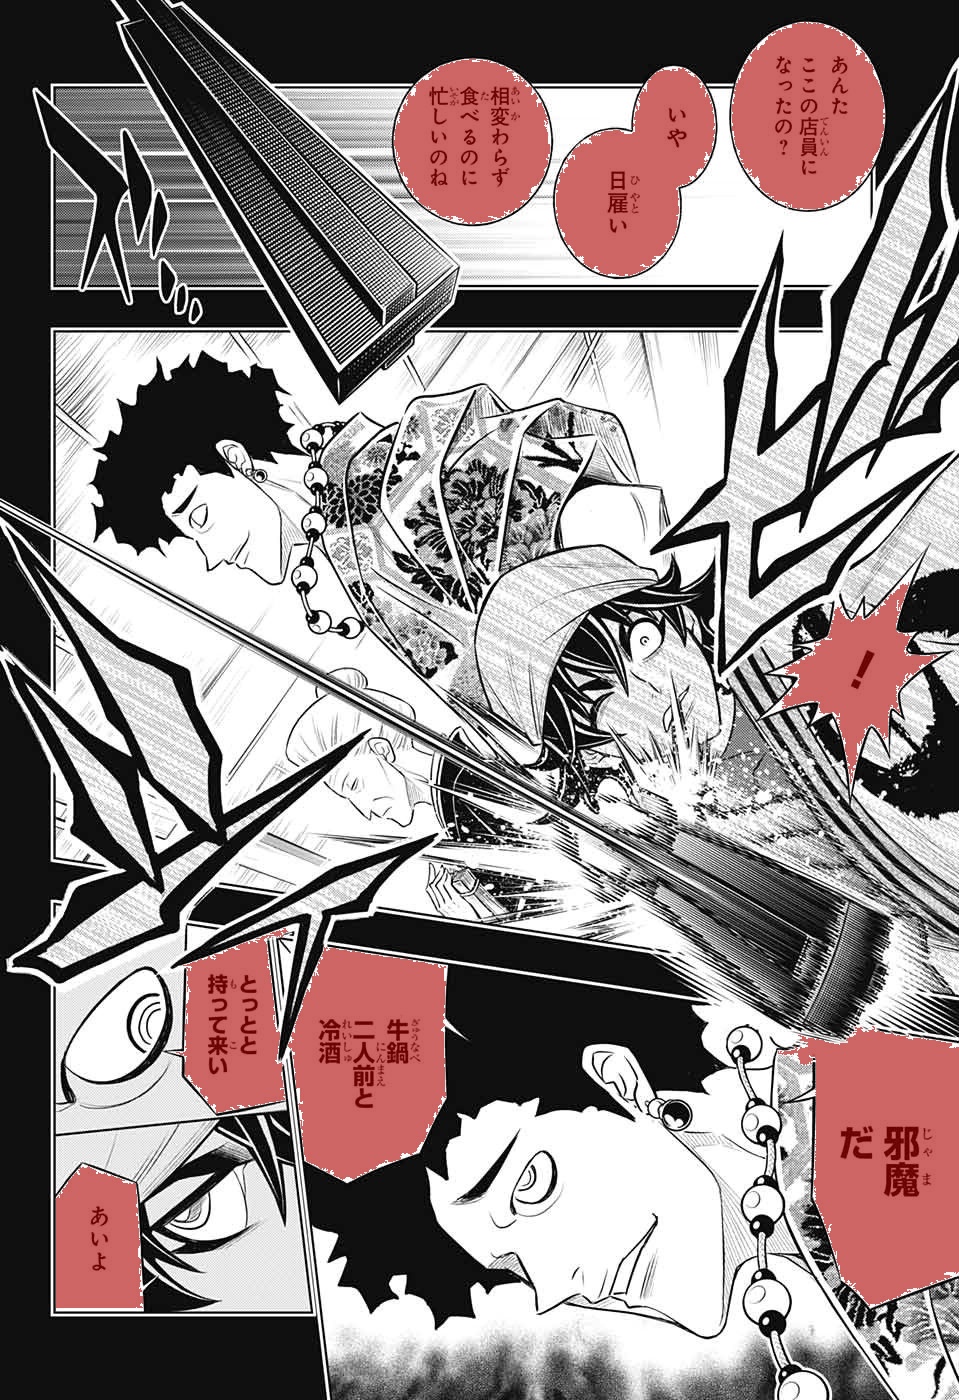 あんた
ここの店員に
なったの？
いや
日雇い
相変わらず
食べるのに
忙しいのね
！
邪魔
だ
牛鍋
二人前と
冷酒
とっとと
持って来い
あいよ